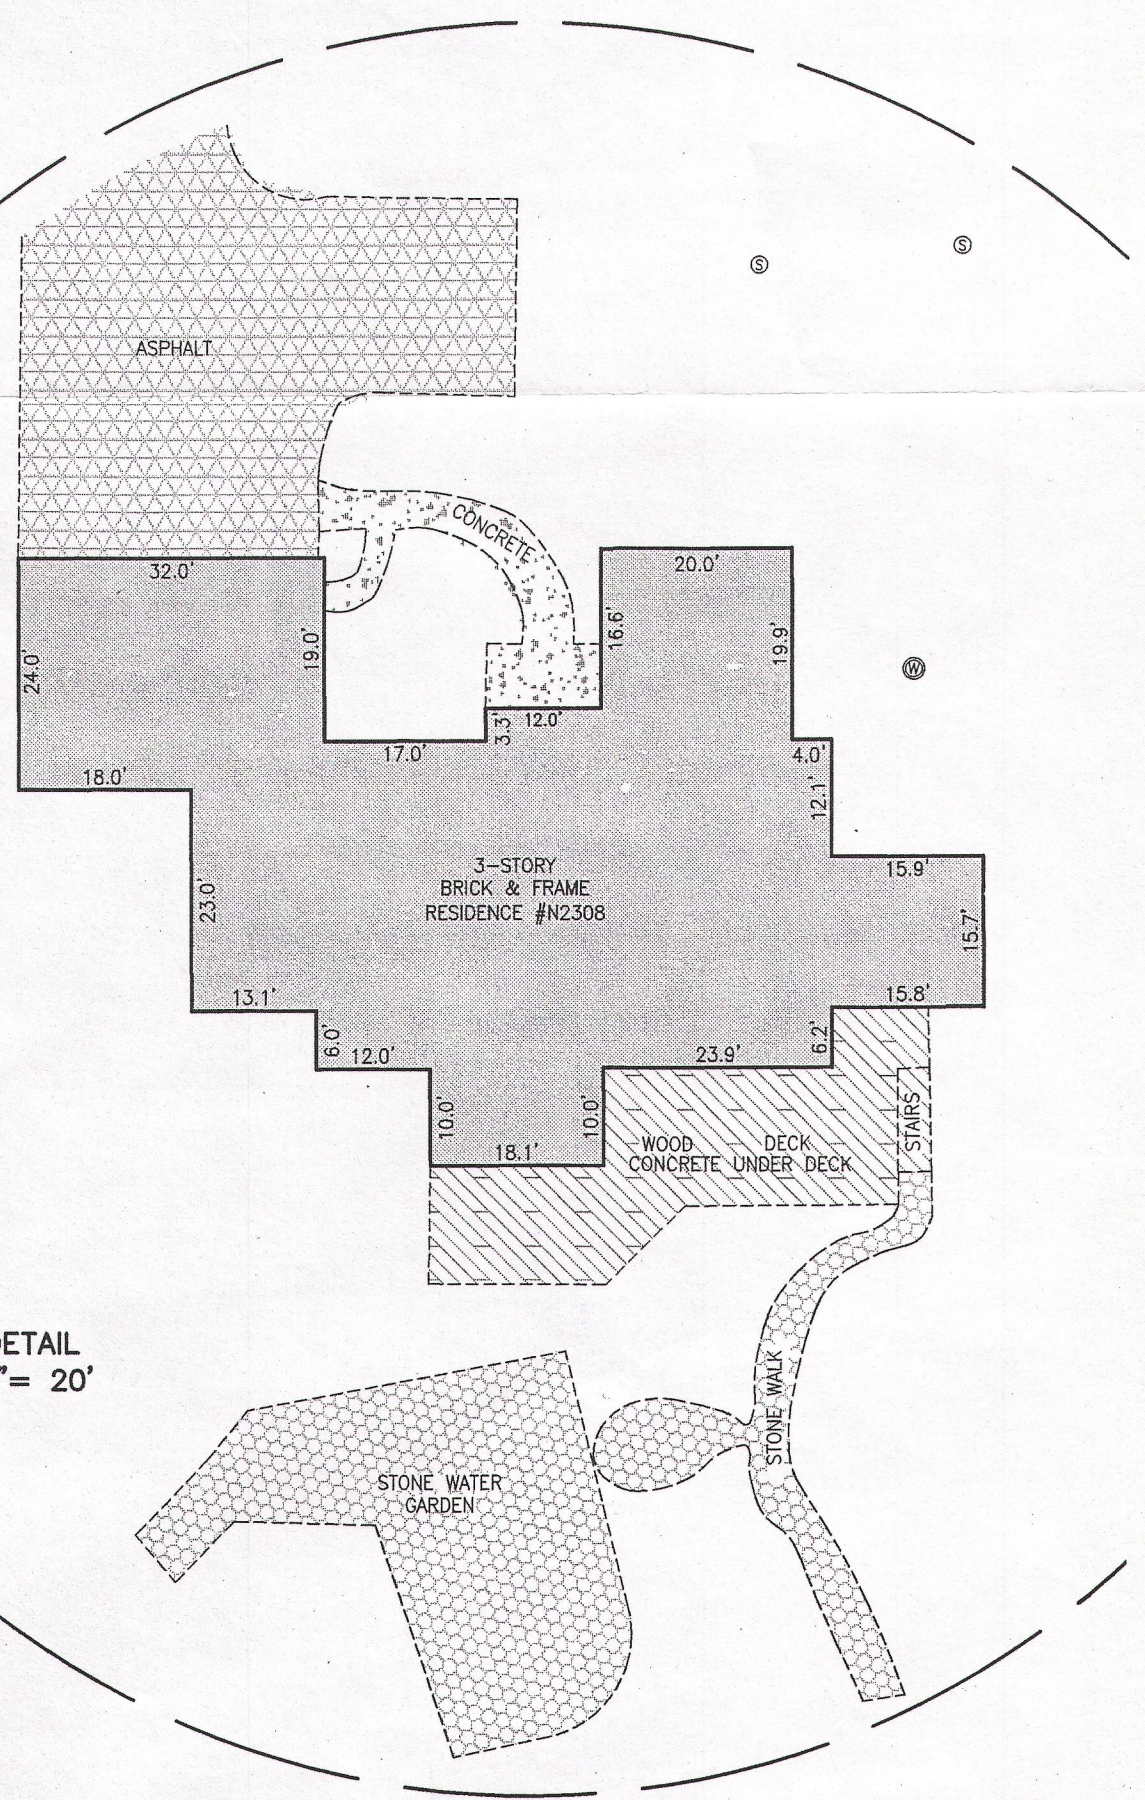 Ⓢ
Ⓢ
ASPHALT
CONCRETE
32.0'
20.0'
24.0'
19.0'
16.6'
19.9'
Ⓦ
3.3'
12.0'
17.0'
4.0'
18.0'
12.1'
3-STORY
BRICK & FRAME
RESIDENCE #N2308
15.9'
23.0'
15.7'
13.1'
15.8'
6.0'
12.0'
23.9'
6.2'
10.0'
10.0'
18.1'
WOOD DECK
CONCRETE UNDER DECK
STAIRS
ETAIL
"= 20'
STONE WALK
STONE WATER
GARDEN